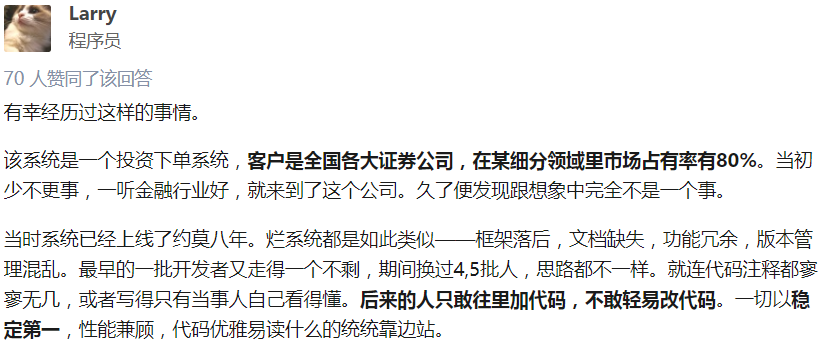 Larry
程序员
70 人赞同了该回答
有幸经历过这样的事情。
该系统是一个投资下单系统，客户是全国各大证券公司，在某细分领域里市场占有率有80%。当初
少不更事，一听金融行业好，就来到了这个公司。久了便发现跟想象中完全不是一个事。
当时系统已经上线了约莫八年。烂系统都是如此类似——框架落后，文档缺失，功能冗余，版本管
理混乱。最早的一批开发者又走得一个不剩，期间换过4,5批人，思路都不一样。就连代码注释都寥
寥无几，或者写得只有当事人自己看得懂。后来的人只敢往里加代码，不敢轻易改代码。一切以稳
定第一，性能兼顾，代码优雅易读什么的统统靠边站。